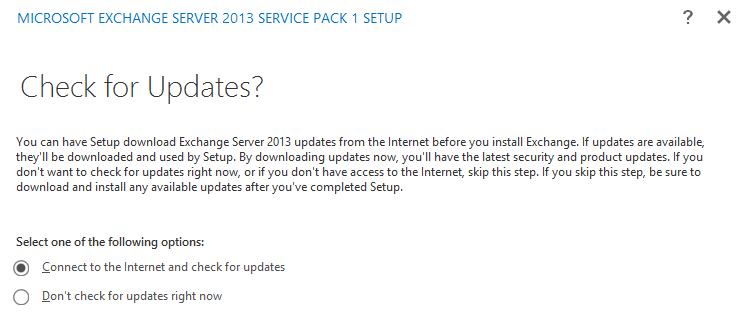 MICROSOFT EXCHANGE SERVER 2013 SERVICE PACK 1 SETUP
? ✕
Check for Updates?
You can have Setup download Exchange Server 2013 updates from the Internet before you install Exchange. If updates are available,
they'll be downloaded and used by Setup. By downloading updates now, you'll have the latest security and product updates. If you
don't want to check for updates right now, or if you don't have access to the Internet, skip this step. If you skip this step, be sure to
download and install any available updates after you've completed Setup.
Select one of the following options:
Connect to the Internet and check for updates
Don't check for updates right now